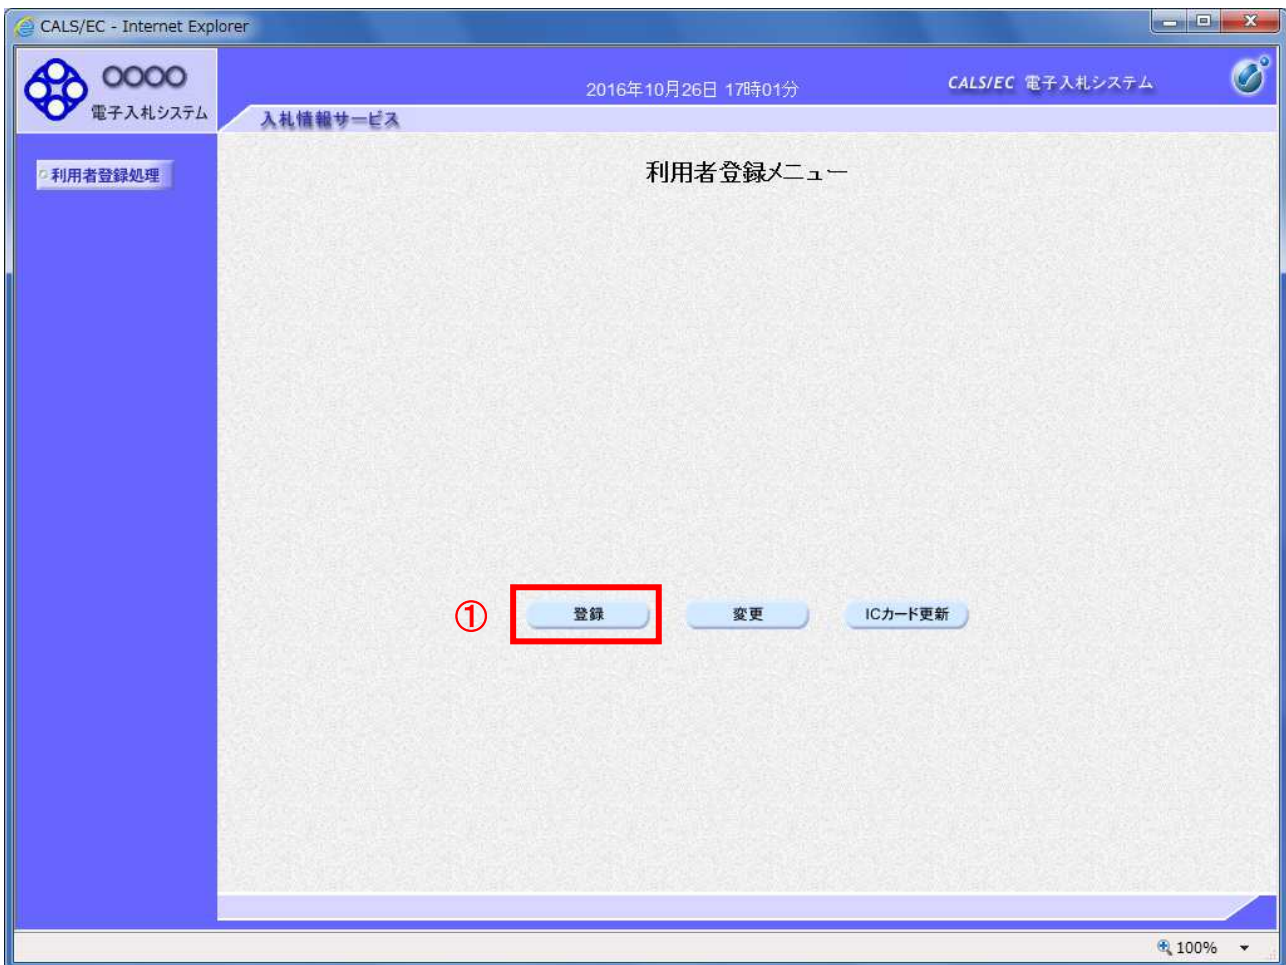 CALS/EC - Internet Explorer
○○○○
電子入札システム
2016年10月26日 17時01分
CALS/EC 電子入札システム
入札情報サービス
利用者登録処理
利用者登録メニュー
①
登録
変更
ICカード更新
100%